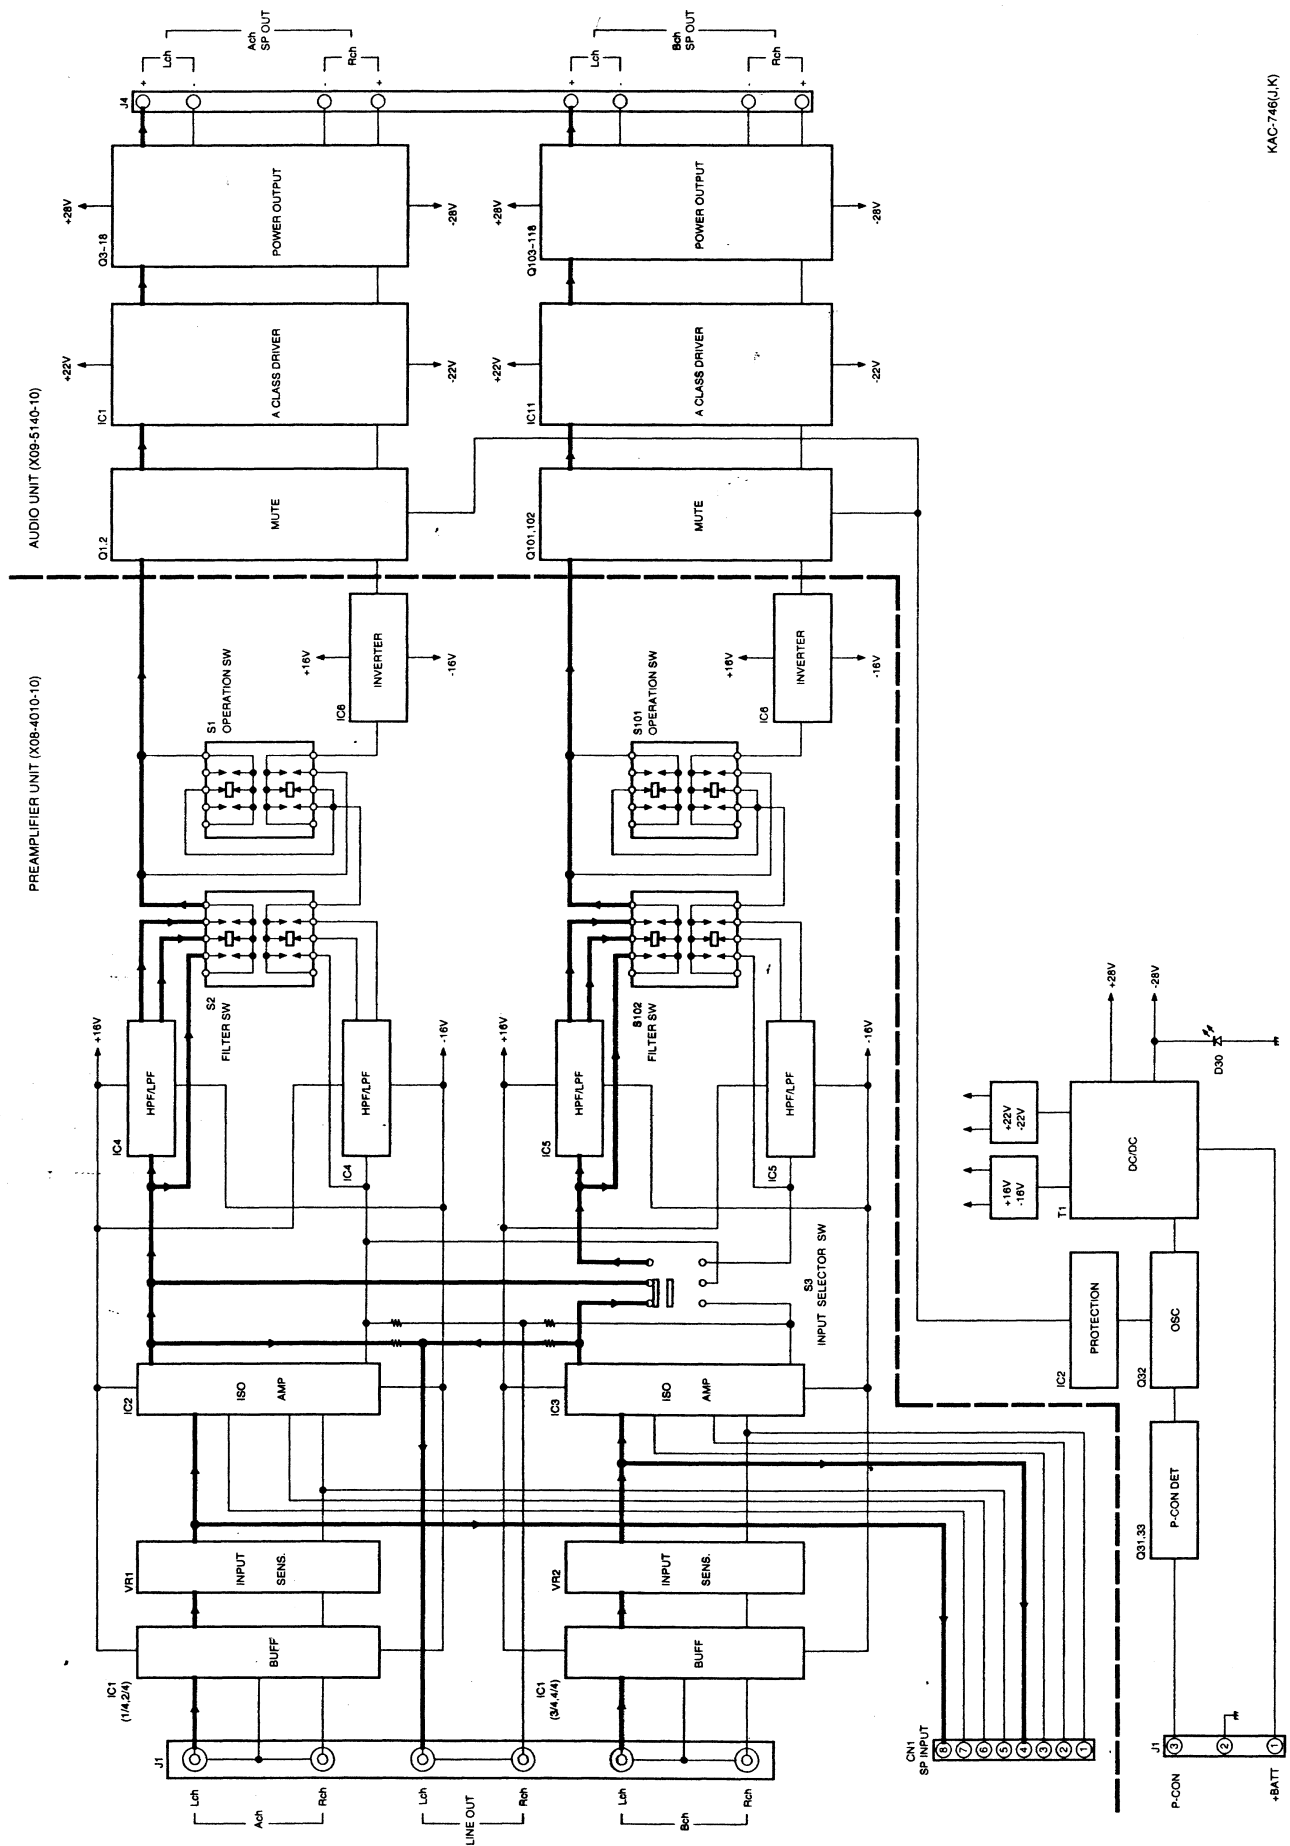 PREAMPLIFIER UNIT (X08-4010-10)
AUDIO UNIT (X09-5140-10)
J1
Lch
Ach
Rch
IC1
(1/4,2/4)
BUFF
VR1
INPUT
SENS.
IC2
ISO
AMP
+16V
-16V
IC4
HPF/LPF
IC4
HPF/LPF
S2
FILTER SW
S1
OPERATION SW
IC6
INVERTER
+16V
-16V
Q1,2
MUTE
IC1
A CLASS DRIVER
+22V
-22V
Q3~18
POWER OUTPUT
+28V
-28V
J4
+
-
-
+
Lch
Rch
Ach
SP OUT
Lch
LINE OUT
Rch
Lch
Bch
Rch
IC1
(3/4,4/4)
BUFF
VR2
INPUT
SENS.
IC3
ISO
AMP
S3
INPUT SELECTOR SW
+16V
-16V
IC5
HPF/LPF
IC5
HPF/LPF
S102
FILTER SW
S101
OPERATION SW
IC6
INVERTER
+16V
-16V
Q101,102
MUTE
IC11
A CLASS DRIVER
+22V
-22V
Q103~118
POWER OUTPUT
+28V
-28V
+
-
-
+
Lch
Rch
Bch
SP OUT
CN1
SP INPUT
8
7
6
5
4
3
2
1
J1
P-CON
3
2
1
+BATT
Q31,33
P-CON DET
Q32
OSC
IC2
PROTECTION
T1
DC/DC
+16V
-16V
+22V
-22V
+28V
-28V
D30
KAC-746(J,K)